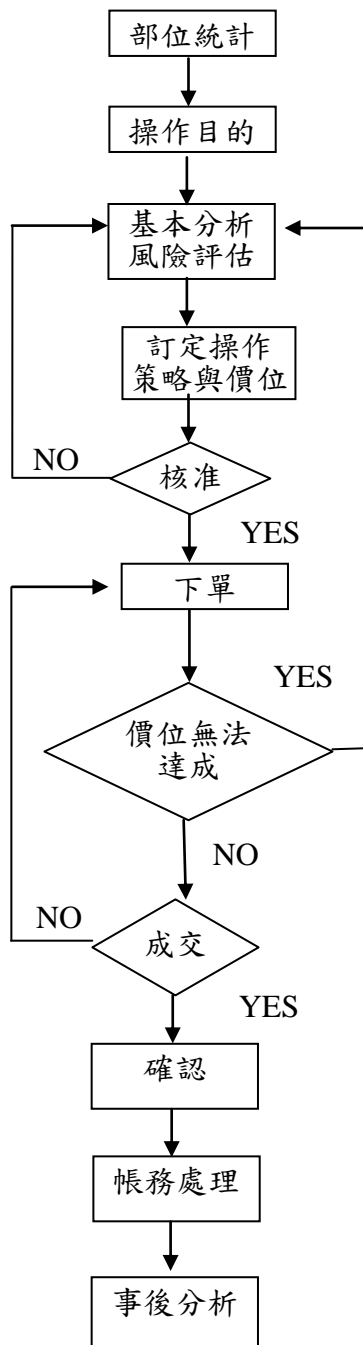 部位統計
操作目的
基本分析
風險評估
訂定操作
策略與價位
NO
核准
YES
下單
YES
價位無法
達成
NO
NO
成交
YES
確認
帳務處理
事後分析